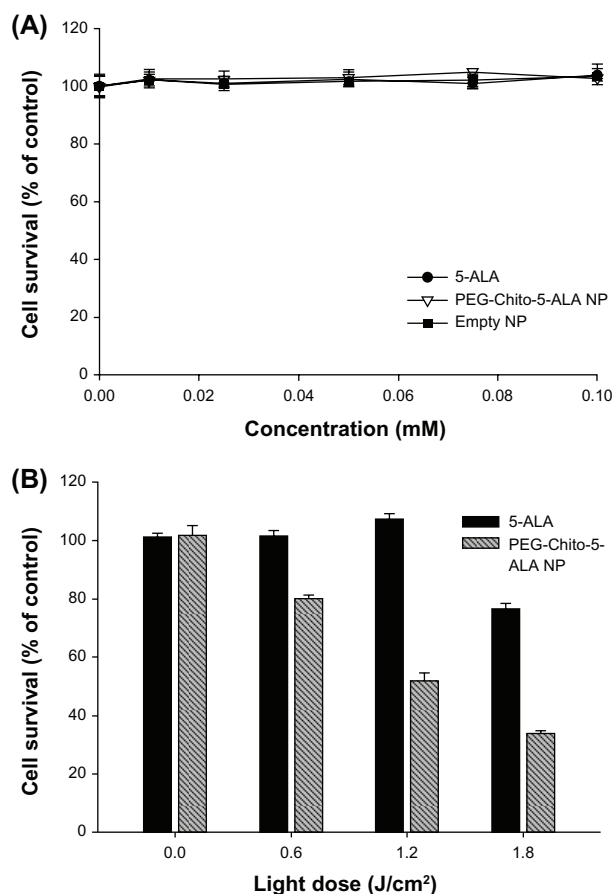 (A)
120
100
80
60
40
20
0
Cell survival (% of control)
5-ALA
PEG-Chito-5-ALA NP
Empty NP
0.00 0.02 0.04 0.06 0.08 0.10
Concentration (mM)
(B)
120
100
80
60
40
20
0
Cell survival (% of control)
5-ALA
PEG-Chito-5-
ALA NP
0.0 0.6 1.2 1.8
Light dose (J/cm²)